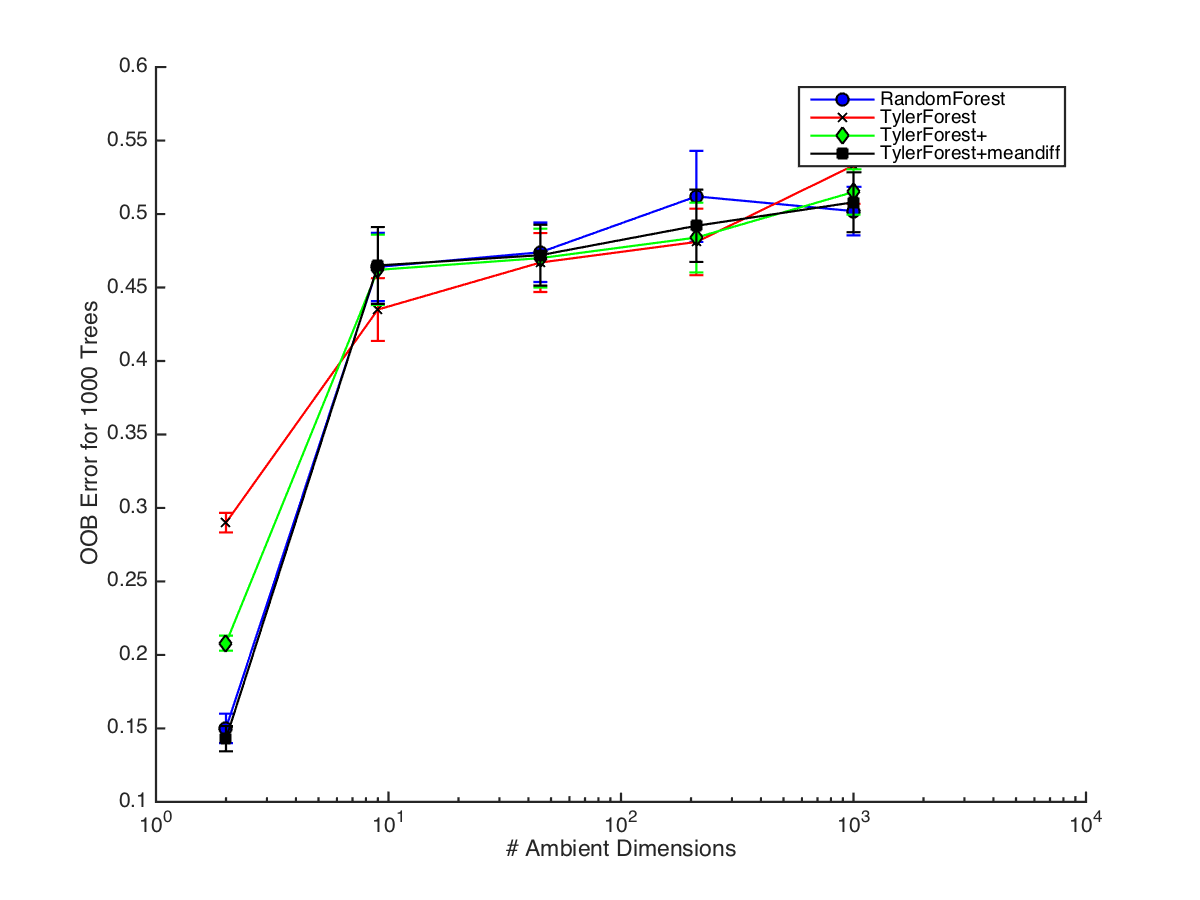 0.6
0.55
0.5
0.45
0.4
0.35
0.3
0.25
0.2
0.15
0.1
OOB Error for 1000 Trees
RandomForest
TylerForest
TylerForest+
TylerForest+meandiff
10^0 10^1 10^2 10^3 10^4
# Ambient Dimensions